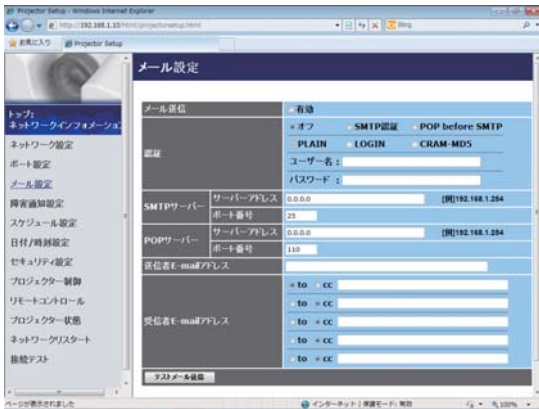 Projector Setup - Windows Internet Explorer
http://192.168.1.10/html/projectorsetup.html
Bing
お気に入り Projector Setup
トップ:
ネットワークインフォメーション
ネットワーク設定
ポート設定
メール設定
障害通知設定
スケジュール設定
日付/時刻設定
セキュリティ設定
プロジェクター制御
リモートコントロール
プロジェクター状態
ネットワークリスタート
接続テスト
メール設定
メール送信 有効
認証 オフ SMTP認証 POP before SMTP
PLAIN LOGIN CRAM-MD5
ユーザー名 :
パスワード :
SMTPサーバー サーバーアドレス 0.0.0.0 [例]192.168.1.254
ポート番号 25
POPサーバー サーバーアドレス 0.0.0.0 [例]192.168.1.254
ポート番号 110
送信者E-mailアドレス
受信者E-mailアドレス to cc
to cc
to cc
to cc
to cc
テストメール送信
ページが表示されました インターネット | 保護モード: 無効 100%